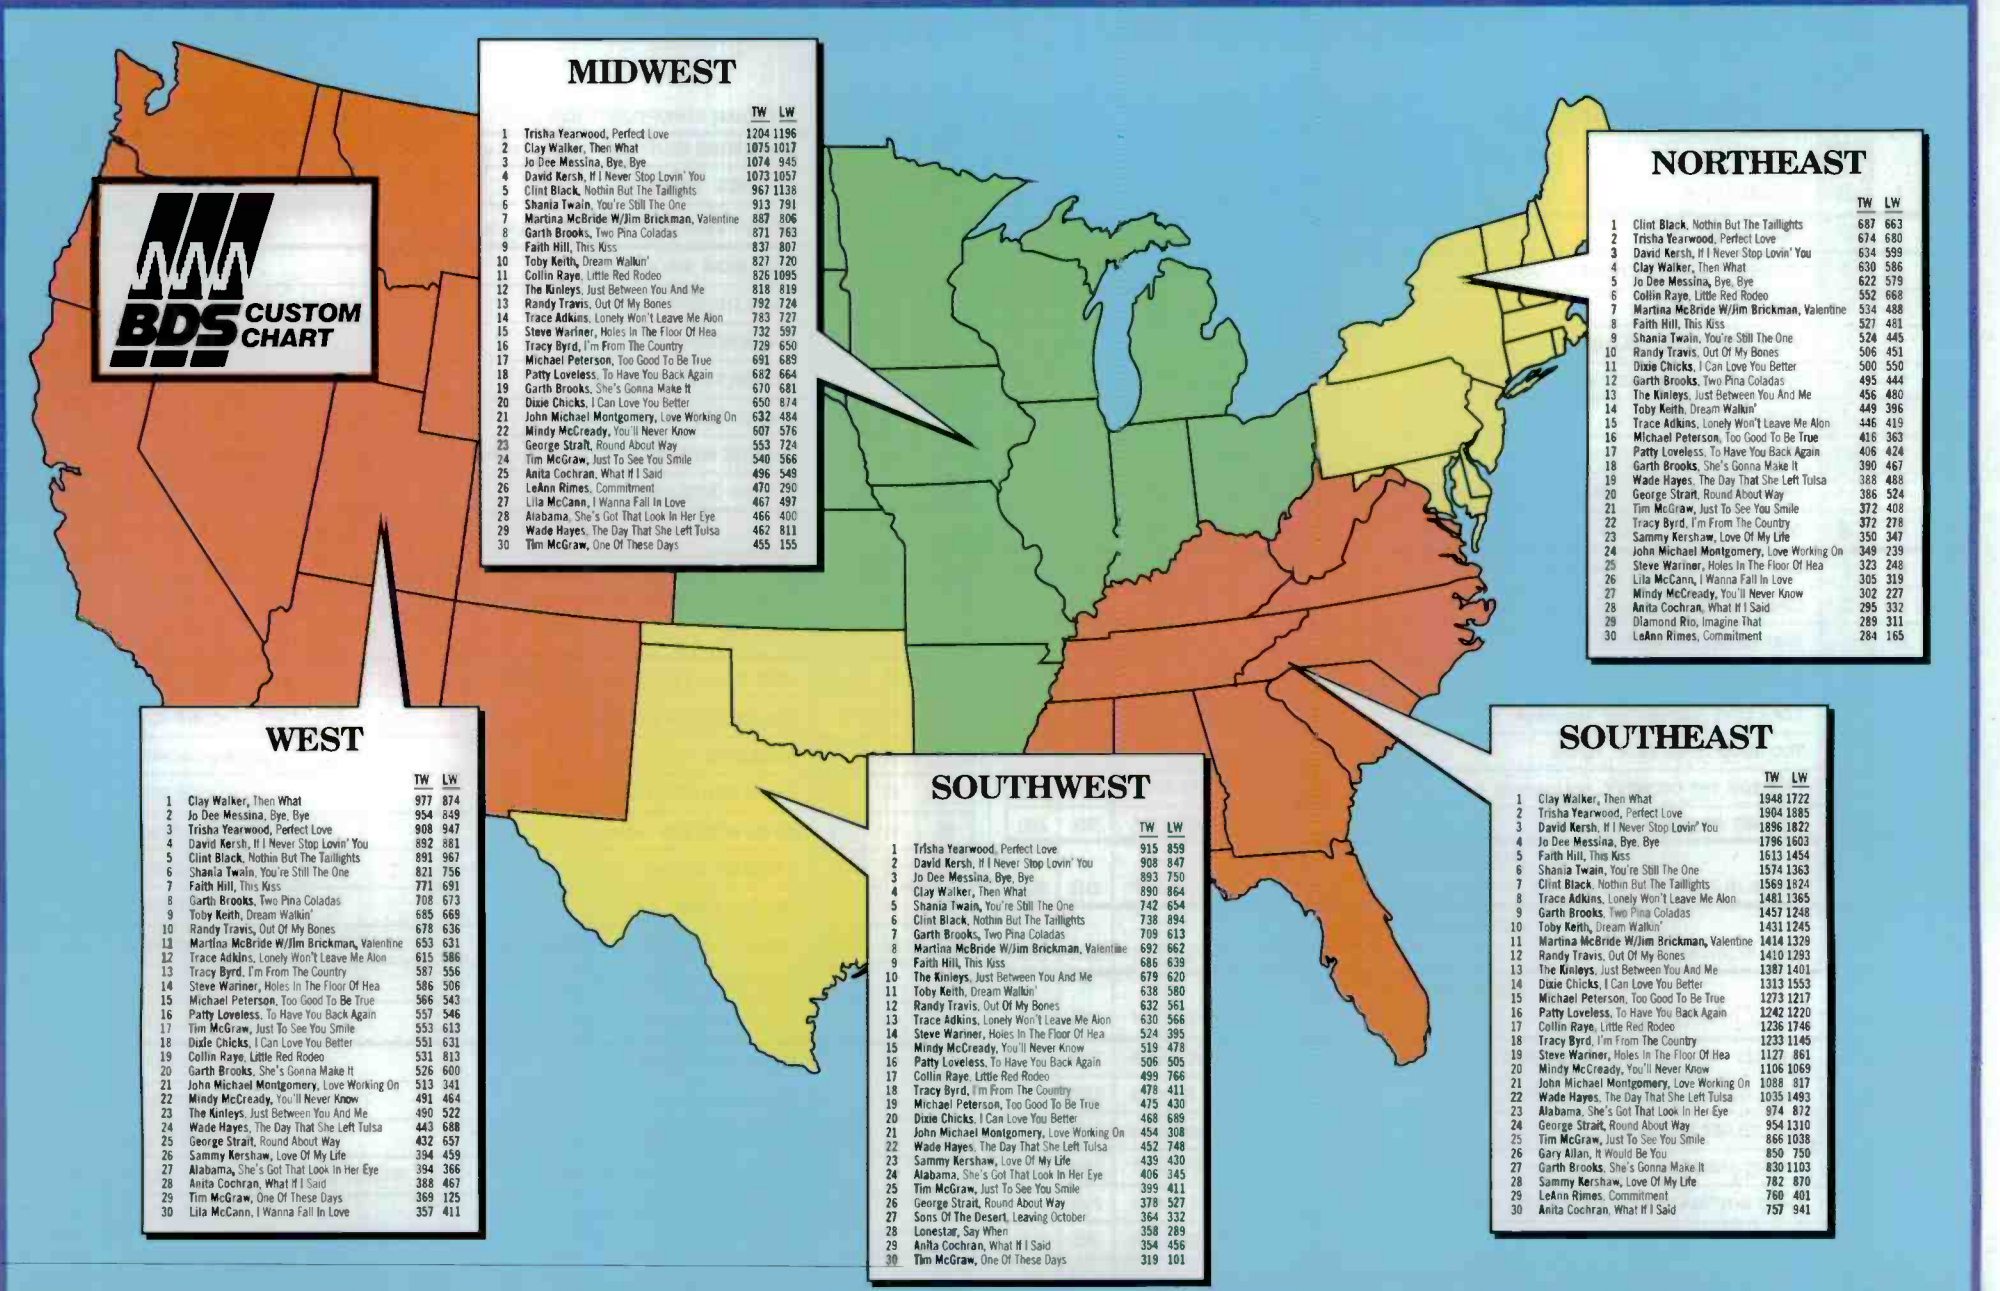 MIDWEST
TW LW
1 Trisha Yearwood, Perfect Love 1204 1196
2 Clay Walker, Then What 1075 1017
3 Jo Dee Messina, Bye, Bye 1074 945
4 David Kersh, If I Never Stop Lovin' You 1073 1057
5 Clint Black, Nothin But The Taillights 967 1138
6 Shania Twain, You're Still The One 913 791
7 Martina McBride W/Jim Brickman, Valentine 887 806
8 Garth Brooks, Two Pina Coladas 871 763
9 Faith Hill, This Kiss 837 807
10 Toby Keith, Dream Walkin' 827 720
11 Collin Raye, Little Red Rodeo 826 1095
12 The Kinleys, Just Between You And Me 818 819
13 Randy Travis, Out Of My Bones 792 724
14 Trace Adkins, Lonely Won't Leave Me Alon 783 727
15 Steve Wariner, Holes In The Floor Of Hea 732 597
16 Tracy Byrd, I'm From The Country 729 650
17 Michael Peterson, Too Good To Be True 691 689
18 Patty Loveless, To Have You Back Again 682 664
19 Garth Brooks, She's Gonna Make It 670 681
20 Dixie Chicks, I Can Love You Better 650 874
21 John Michael Montgomery, Love Working On 632 484
22 Mindy McCready, You'll Never Know 607 576
23 George Strait, Round About Way 553 724
24 Tim McGraw, Just To See You Smile 540 566
25 Anita Cochran, What If I Said 496 549
26 LeAnn Rimes, Commitment 470 290
27 Lila McCann, I Wanna Fall In Love 467 497
28 Alabama, She's Got That Look In Her Eye 466 400
29 Wade Hayes, The Day That She Left Tulsa 462 811
30 Tim McGraw, One Of These Days 455 155
NORTHEAST
TW LW
1 Clint Black, Nothin But The Taillights 687 663
2 Trisha Yearwood, Perfect Love 674 680
3 David Kersh, If I Never Stop Lovin' You 634 599
4 Clay Walker, Then What 630 586
5 Jo Dee Messina, Bye, Bye 622 579
6 Collin Raye, Little Red Rodeo 552 668
7 Martina McBride W/Jim Brickman, Valentine 534 488
8 Faith Hill, This Kiss 527 481
9 Shania Twain, You're Still The One 524 445
10 Randy Travis, Out Of My Bones 506 451
11 Dixie Chicks, I Can Love You Better 500 550
12 Garth Brooks, Two Pina Coladas 495 444
13 The Kinleys, Just Between You And Me 456 480
14 Toby Keith, Dream Walkin' 449 396
15 Trace Adkins, Lonely Won't Leave Me Alon 446 419
16 Michael Peterson, Too Good To Be True 416 363
17 Patty Loveless, To Have You Back Again 406 424
18 Garth Brooks, She's Gonna Make It 390 467
19 Wade Hayes, The Day That She Left Tulsa 388 488
20 George Strait, Round About Way 386 524
21 Tim McGraw, Just To See You Smile 372 408
22 Tracy Byrd, I'm From The Country 372 278
23 Sammy Kershaw, Love Of My Life 350 347
24 John Michael Montgomery, Love Working On 349 239
25 Steve Wariner, Holes In The Floor Of Hea 323 248
26 Lila McCann, I Wanna Fall In Love 305 319
27 Mindy McCready, You'll Never Know 302 227
28 Anita Cochran, What If I Said 295 332
29 Diamond Rio, Imagine That 289 311
30 LeAnn Rimes, Commitment 284 165
BDS CUSTOM
CHART
WEST
TW LW
1 Clay Walker, Then What 977 874
2 Jo Dee Messina, Bye, Bye 954 849
3 Trisha Yearwood, Perfect Love 908 947
4 David Kersh, If I Never Stop Lovin' You 892 881
5 Clint Black, Nothin But The Taillights 891 967
6 Shania Twain, You're Still The One 821 756
7 Faith Hill, This Kiss 771 691
8 Garth Brooks, Two Pina Coladas 708 673
9 Toby Keith, Dream Walkin' 685 669
10 Randy Travis, Out Of My Bones 678 636
11 Martina McBride W/Jim Brickman, Valentine 653 631
12 Trace Adkins, Lonely Won't Leave Me Alon 615 586
13 Tracy Byrd, I'm From The Country 587 556
14 Steve Wariner, Holes In The Floor Of Hea 586 506
15 Michael Peterson, Too Good To Be True 566 543
16 Patty Loveless, To Have You Back Again 557 546
17 Tim McGraw, Just To See You Smile 553 613
18 Dixie Chicks, I Can Love You Better 551 631
19 Collin Raye, Little Red Rodeo 531 813
20 Garth Brooks, She's Gonna Make It 526 600
21 John Michael Montgomery, Love Working On 513 341
22 Mindy McCready, You'll Never Know 491 464
23 The Kinleys, Just Between You And Me 490 522
24 Wade Hayes, The Day That She Left Tulsa 443 688
25 George Strait, Round About Way 432 657
26 Sammy Kershaw, Love Of My Life 394 459
27 Alabama, She's Got That Look In Her Eye 394 366
28 Anita Cochran, What If I Said 388 467
29 Tim McGraw, One Of These Days 369 125
30 Lila McCann, I Wanna Fall In Love 357 411
SOUTHWEST
TW LW
1 Trisha Yearwood, Perfect Love 915 859
2 David Kersh, If I Never Stop Lovin' You 908 847
3 Jo Dee Messina, Bye, Bye 893 750
4 Clay Walker, Then What 890 864
5 Shania Twain, You're Still The One 742 654
6 Clint Black, Nothin But The Taillights 738 894
7 Garth Brooks, Two Pina Coladas 709 613
8 Martina McBride W/Jim Brickman, Valentine 692 662
9 Faith Hill, This Kiss 686 639
10 The Kinleys, Just Between You And Me 679 620
11 Toby Keith, Dream Walkin' 638 580
12 Randy Travis, Out Of My Bones 632 561
13 Trace Adkins, Lonely Won't Leave Me Alon 630 566
14 Steve Wariner, Holes In The Floor Of Hea 524 395
15 Mindy McCready, You'll Never Know 519 478
16 Patty Loveless, To Have You Back Again 506 505
17 Collin Raye, Little Red Rodeo 499 766
18 Tracy Byrd, I'm From The Country 478 411
19 Michael Peterson, Too Good To Be True 475 430
20 Dixie Chicks, I Can Love You Better 468 689
21 John Michael Montgomery, Love Working On 454 308
22 Wade Hayes, The Day That She Left Tulsa 452 748
23 Sammy Kershaw, Love Of My Life 439 430
24 Alabama, She's Got That Look In Her Eye 406 345
25 Tim McGraw, Just To See You Smile 399 411
26 George Strait, Round About Way 378 527
27 Sons Of The Desert, Leaving October 364 332
28 Lonestar, Say When 358 289
29 Anita Cochran, What If I Said 354 456
30 Tim McGraw, One Of These Days 319 101
SOUTHEAST
TW LW
1 Clay Walker, Then What 1948 1722
2 Trisha Yearwood, Perfect Love 1904 1885
3 David Kersh, If I Never Stop Lovin' You 1896 1822
4 Jo Dee Messina, Bye, Bye 1796 1603
5 Faith Hill, This Kiss 1613 1454
6 Shania Twain, You're Still The One 1574 1363
7 Clint Black, Nothin But The Taillights 1569 1824
8 Trace Adkins, Lonely Won't Leave Me Alon 1481 1365
9 Garth Brooks, Two Pina Coladas 1457 1248
10 Toby Keith, Dream Walkin' 1431 1245
11 Martina McBride W/Jim Brickman, Valentine 1414 1329
12 Randy Travis, Out Of My Bones 1410 1293
13 The Kinleys, Just Between You And Me 1387 1401
14 Dixie Chicks, I Can Love You Better 1313 1553
15 Michael Peterson, Too Good To Be True 1273 1217
16 Patty Loveless, To Have You Back Again 1242 1220
17 Collin Raye, Little Red Rodeo 1236 1746
18 Tracy Byrd, I'm From The Country 1233 1145
19 Steve Wariner, Holes In The Floor Of Hea 1127 861
20 Mindy McCready, You'll Never Know 1106 1069
21 John Michael Montgomery, Love Working On 1088 817
22 Wade Hayes, The Day That She Left Tulsa 1035 1493
23 Alabama, She's Got That Look In Her Eye 974 872
24 George Strait, Round About Way 954 1310
25 Tim McGraw, Just To See You Smile 866 1038
26 Gary Allan, It Would Be You 850 750
27 Garth Brooks, She's Gonna Make It 830 1103
28 Sammy Kershaw, Love Of My Life 782 870
29 LeAnn Rimes, Commitment 760 401
30 Anita Cochran, What If I Said 757 941